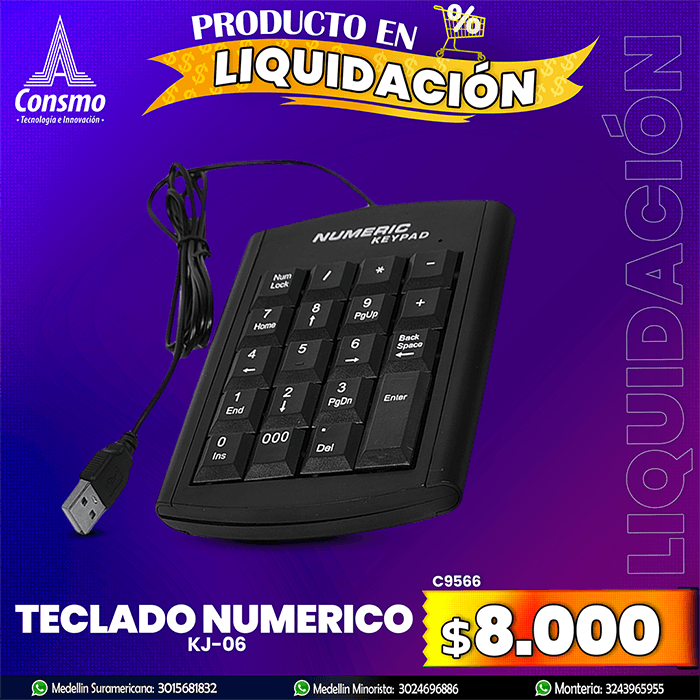 PRODUCTO EN
%
LIQUIDACIÓN
Consmo
• Tecnología e Innovación •
LIQUIDACIÓN
NUMERIC
KEYPAD
Num Lock / * -
7 Home 8 ↑ 9 PgUp +
4 ← 5 6 → Back Space ←
1 End 2 ↓ 3 PgDn Enter
0 Ins 000 . Del
C9566
TECLADO NUMERICO
KJ-06
$8.000
Medellin Suramericana: 3015681832
Medellin Minorista: 3024696886
Monteria: 3243965955